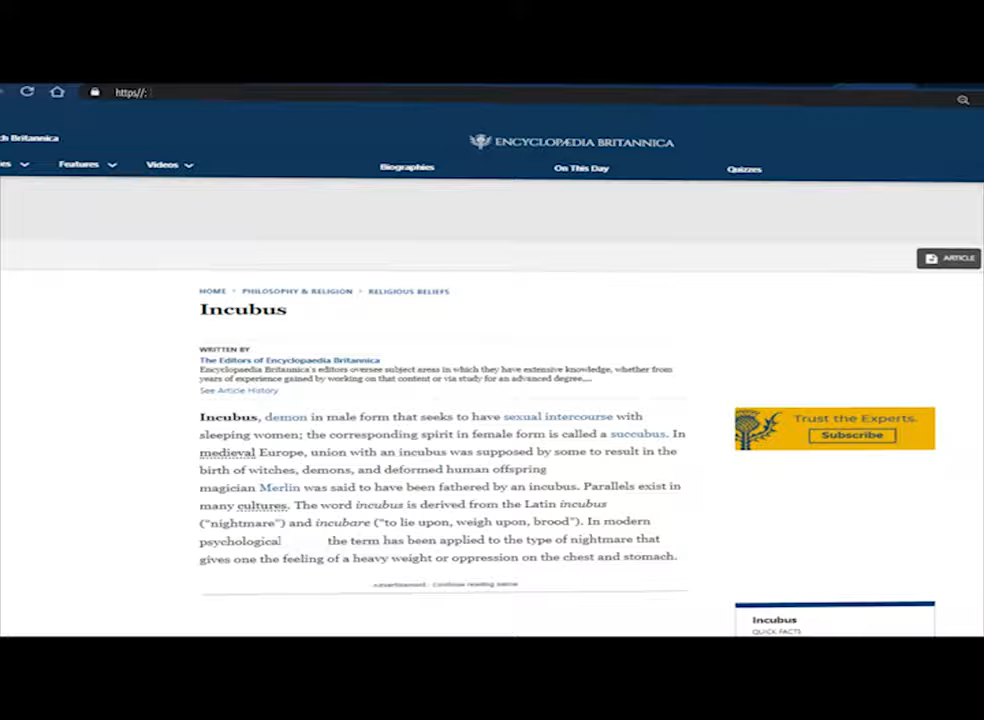 https//:
ch Britannica
ENCYCLOPÆDIA BRITANNICA
es Features Videos Biographies On This Day Quizzes
ARTICLE
HOME > PHILOSOPHY & RELIGION > RELIGIOUS BELIEFS
Incubus
WRITTEN BY
The Editors of Encyclopaedia Britannica
Encyclopaedia Britannica's editors oversee subject areas in which they have extensive knowledge, whether from
years of experience gained by working on that content or via study for an advanced degree....
See Article History
Incubus, demon in male form that seeks to have sexual intercourse with
sleeping women; the corresponding spirit in female form is called a succubus. In
medieval Europe, union with an incubus was supposed by some to result in the
birth of witches, demons, and deformed human offspring
magician Merlin was said to have been fathered by an incubus. Parallels exist in
many cultures. The word incubus is derived from the Latin incubus
("nightmare") and incubare ("to lie upon, weigh upon, brood"). In modern
psychological the term has been applied to the type of nightmare that
gives one the feeling of a heavy weight or oppression on the chest and stomach.
Advertisement - Continue reading below
Trust the Experts.
Subscribe
Incubus
QUICK FACTS